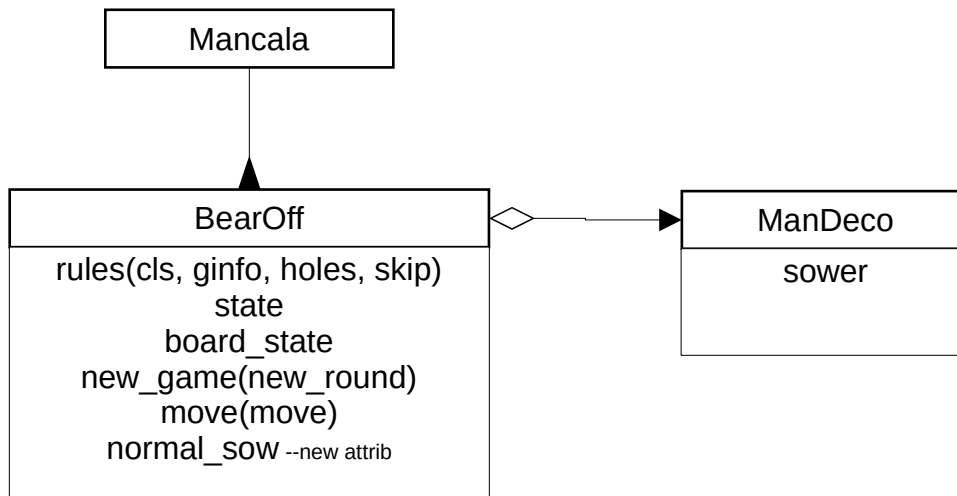 Mancala
BearOff
rules(cls, ginfo, holes, skip)
state
board_state
new_game(new_round)
move(move)
normal_sow --new attrib
ManDeco
sower